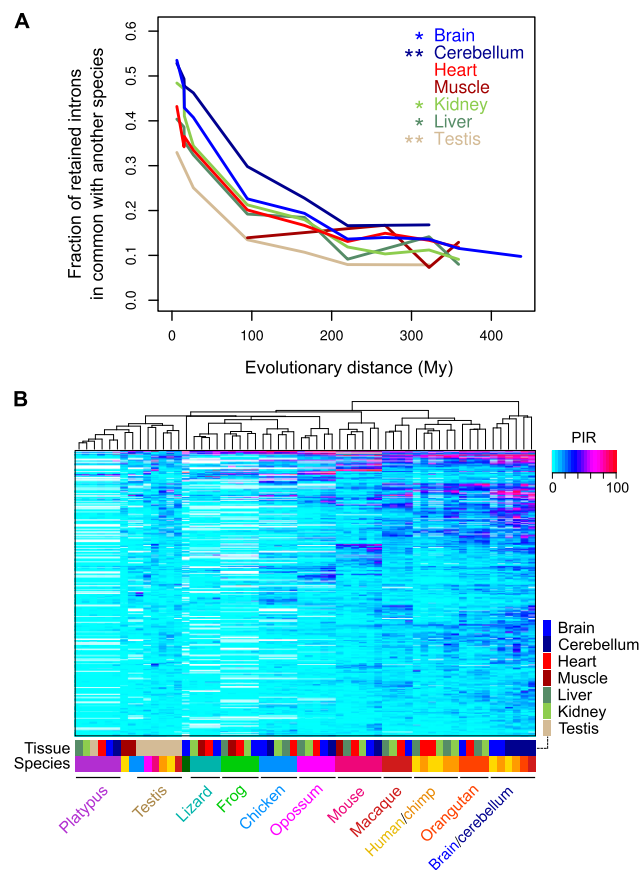 A
Fraction of retained introns
in common with another species
0.6
0.5
0.4
0.3
0.2
0.1
0.0
* Brain
** Cerebellum
Heart
Muscle
* Kidney
* Liver
** Testis
0 100 200 300 400
Evolutionary distance (My)
B
PIR
0 100
Brain
Cerebellum
Heart
Muscle
Liver
Kidney
Testis
Tissue
Species
Platypus
Testis
Lizard
Frog
Chicken
Opossum
Mouse
Macaque
Human/chimp
Orangutan
Brain/cerebellum